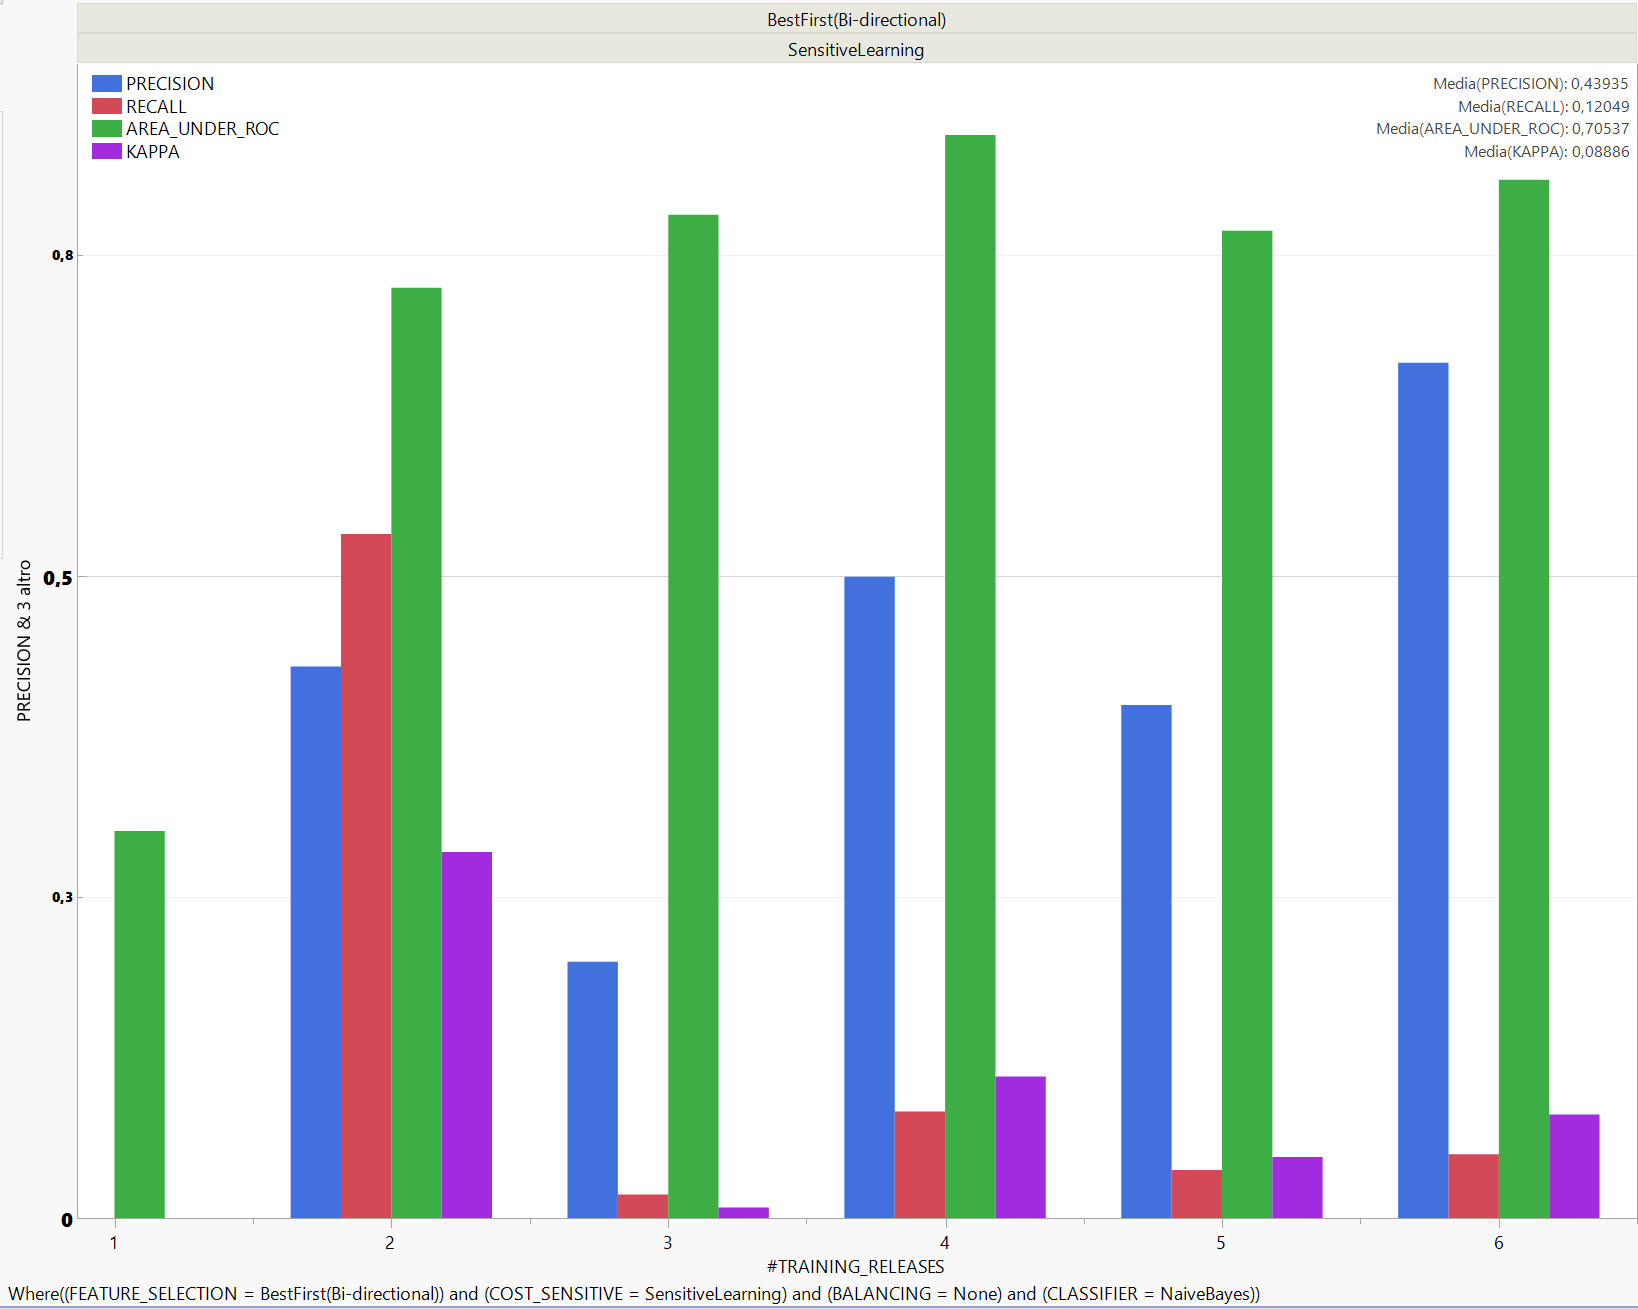 BestFirst(Bi-directional)
SensitiveLearning
PRECISION
RECALL
AREA_UNDER_ROC
KAPPA
Media(PRECISION): 0,43935
Media(RECALL): 0,12049
Media(AREA_UNDER_ROC): 0,70537
Media(KAPPA): 0,08886
PRECISION & 3 altro
0,8
0,5
0,3
0
1 2 3 4 5 6
#TRAINING_RELEASES
Where((FEATURE_SELECTION = BestFirst(Bi-directional)) and (COST_SENSITIVE = SensitiveLearning) and (BALANCING = None) and (CLASSIFIER = NaiveBayes))